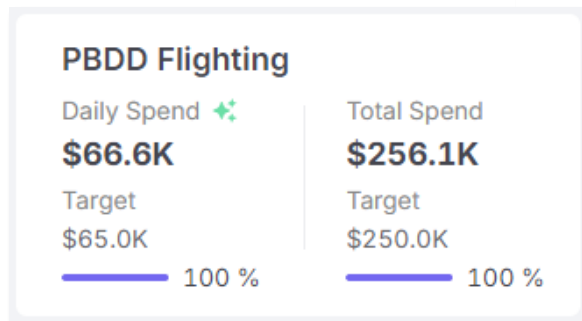 PBDD Flighting
Daily Spend
$66.6K
Target
$65.0K
100 %
Total Spend
$256.1K
Target
$250.0K
100 %